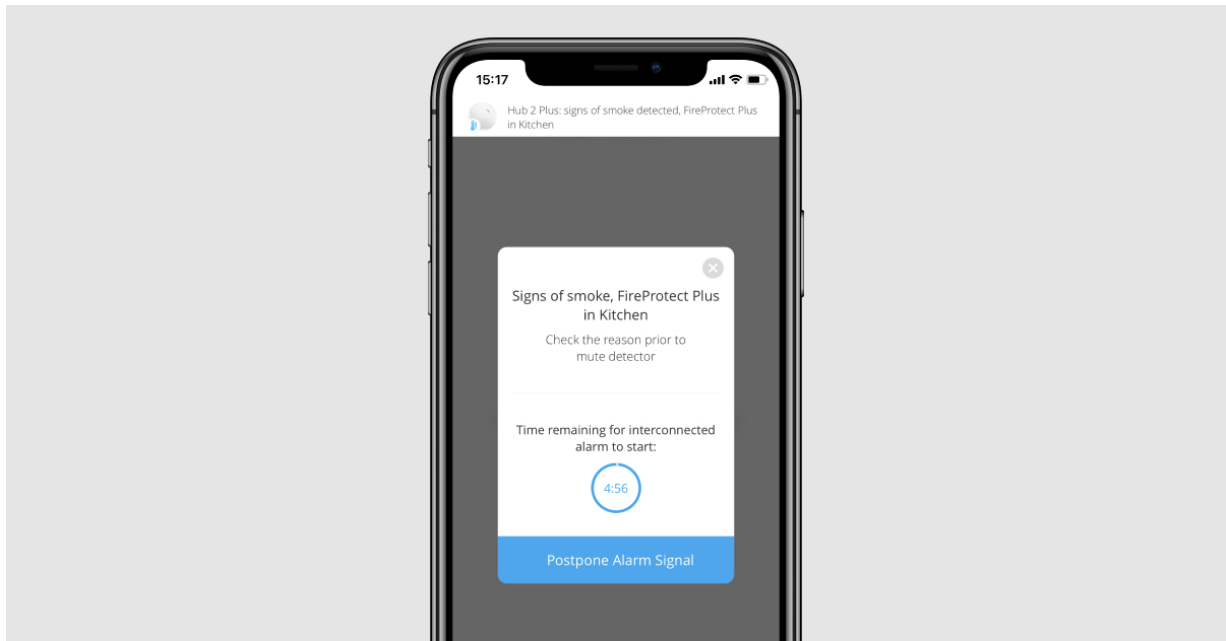 15:17
Hub 2 Plus: signs of smoke detected, FireProtect Plus
in Kitchen
Signs of smoke, FireProtect Plus
in Kitchen
Check the reason prior to
mute detector
Time remaining for interconnected
alarm to start:
4:56
Postpone Alarm Signal